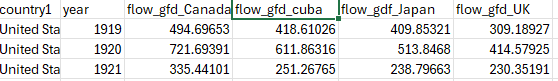 country1 year flow_gfd_Canada flow_gfd_cuba flow_gdf_Japan flow_gfd_UK
United Sta 1919 494.69653 418.61026 409.85321 309.18927
United Sta 1920 721.69391 611.86316 513.8468 414.57925
United Sta 1921 335.44101 251.26765 238.79663 230.35191